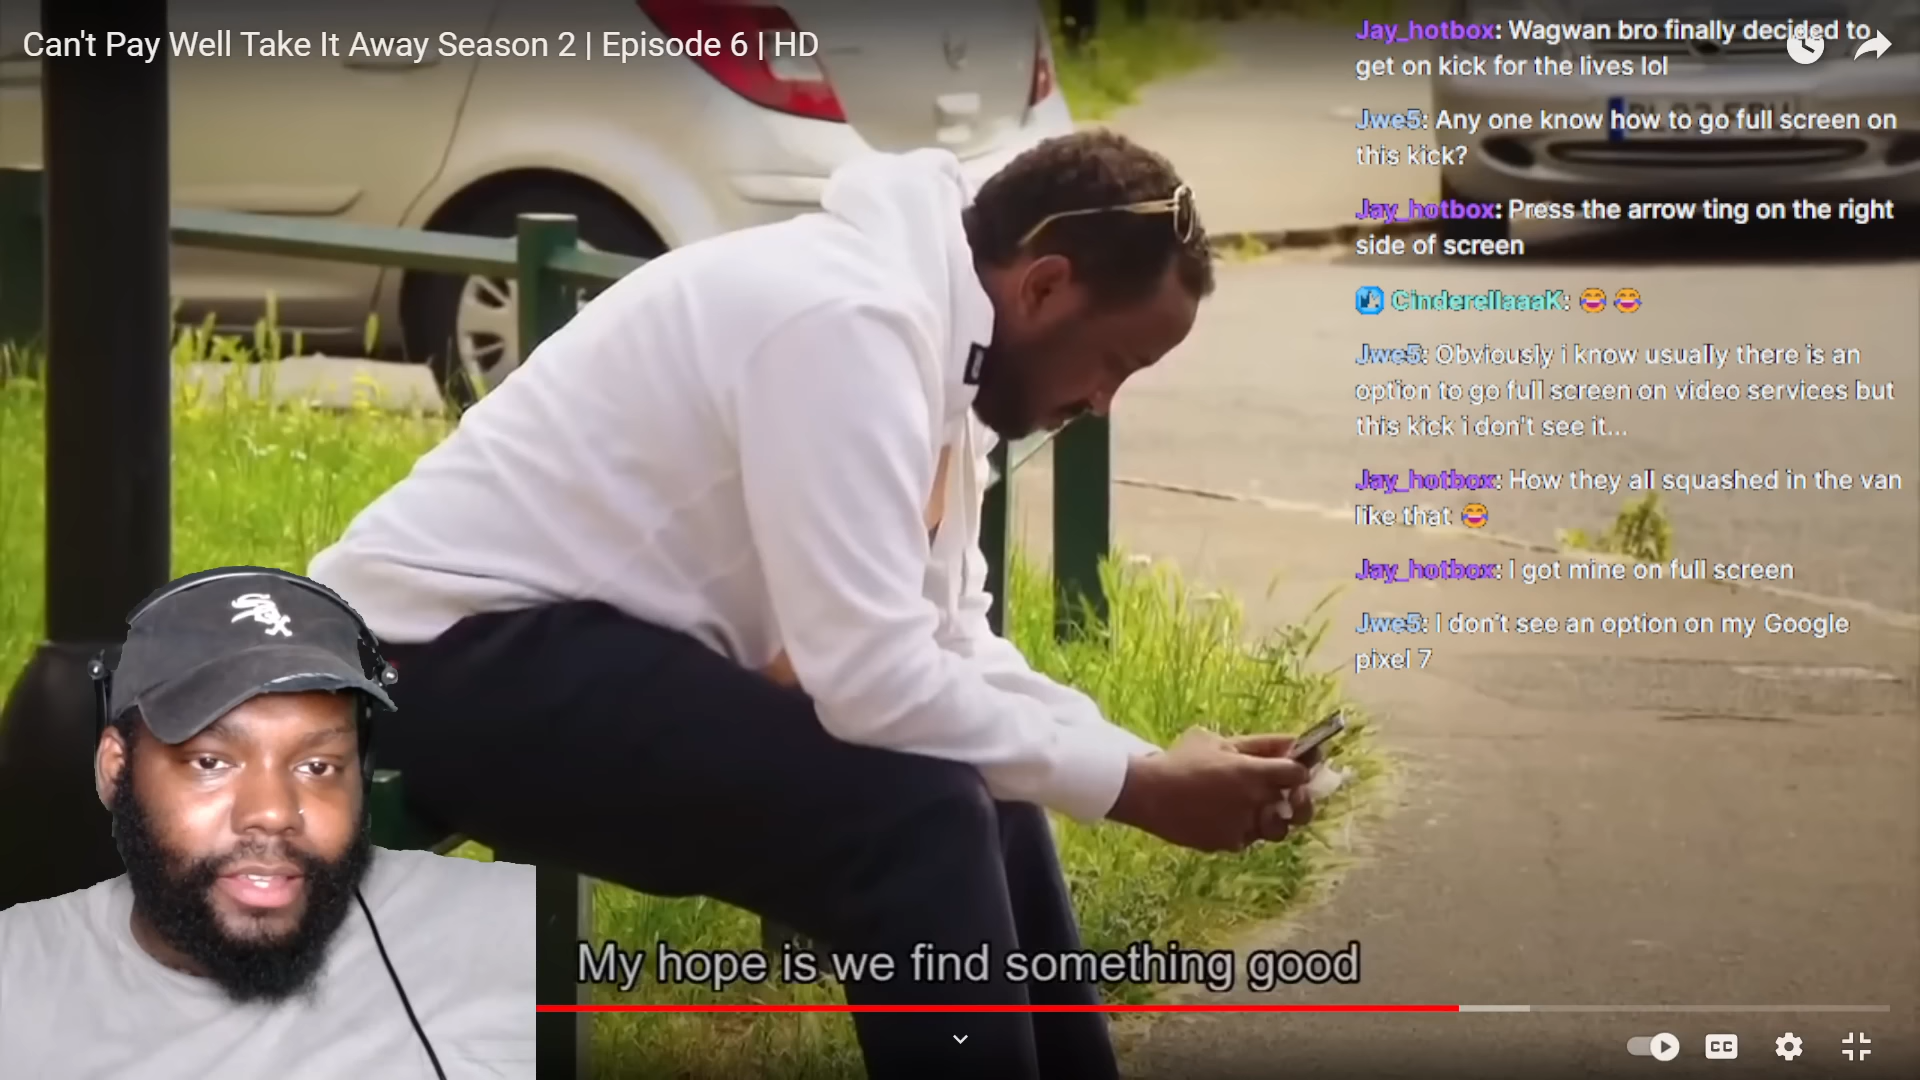 Can't Pay Well Take It Away Season 2 | Episode 6 | HD
Jay_hotbox: Wagwan bro finally decided to
get on kick for the lives lol
Jwe5: Any one know how to go full screen on
this kick?
Jay_hotbox: Press the arrow ting on the right
side of screen
CinderellaaaK: 😂 😂
Jwe5: Obviously i know usually there is an
option to go full screen on video services but
this kick i don't see it...
Jay_hotbox: How they all squashed in the van
like that 😂
Jay_hotbox: I got mine on full screen
Jwe5: I don't see an option on my Google
pixel 7
Sox
My hope is we find something good
CC